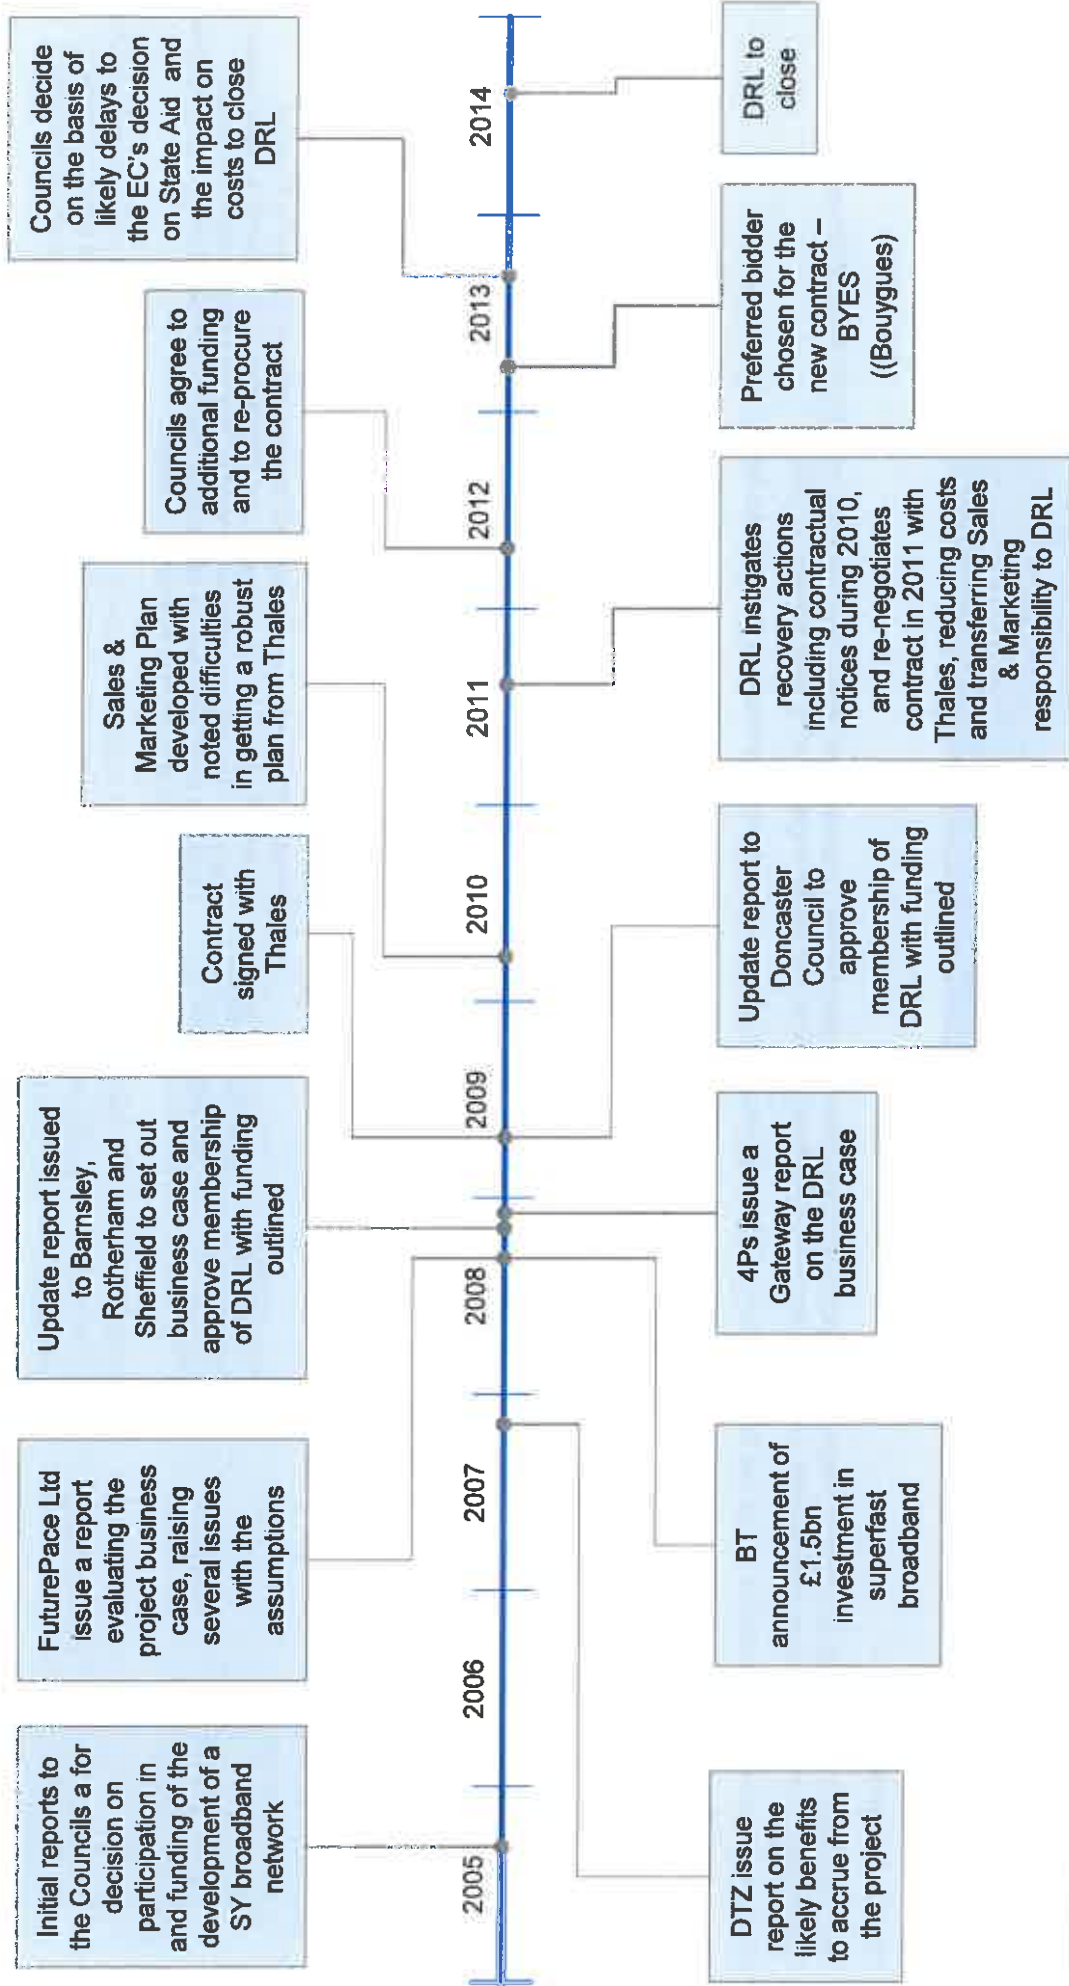 Initial reports to
the Councils a for
decision on
participation in
and funding of the
development of a
SY broadband
network
FuturePace Ltd
issue a report
evaluating the
project business
case, raising
several issues
with the
assumptions
Update report issued
to Barnsley,
Rotherham and
Sheffield to set out
business case and
approve membership
of DRL with funding
outlined
Contract
signed with
Thales
Sales &
Marketing Plan
developed with
noted difficulties
in getting a robust
plan from Thales
Councils agree to
additional funding
and to re-procure
the contract
Councils decide
on the basis of
likely delays to
the EC's decision
on State Aid and
the impact on
costs to close
DRL
2005
2006
2007
2008
2009
2010
2011
2012
2013
2014
DTZ issue
report on the
likely benefits
to accrue from
the project
BT
announcement of
£1.5bn
investment in
superfast
broadband
4Ps issue a
Gateway report
on the DRL
business case
Update report to
Doncaster
Council to
approve
membership of
DRL with funding
outlined
DRL instigates
recovery actions
including contractual
notices during 2010,
and re-negotiates
contract in 2011 with
Thales, reducing costs
and transferring Sales
& Marketing
responsibility to DRL
Preferred bidder
chosen for the
new contract –
BYES
((Bouygues)
DRL to
close